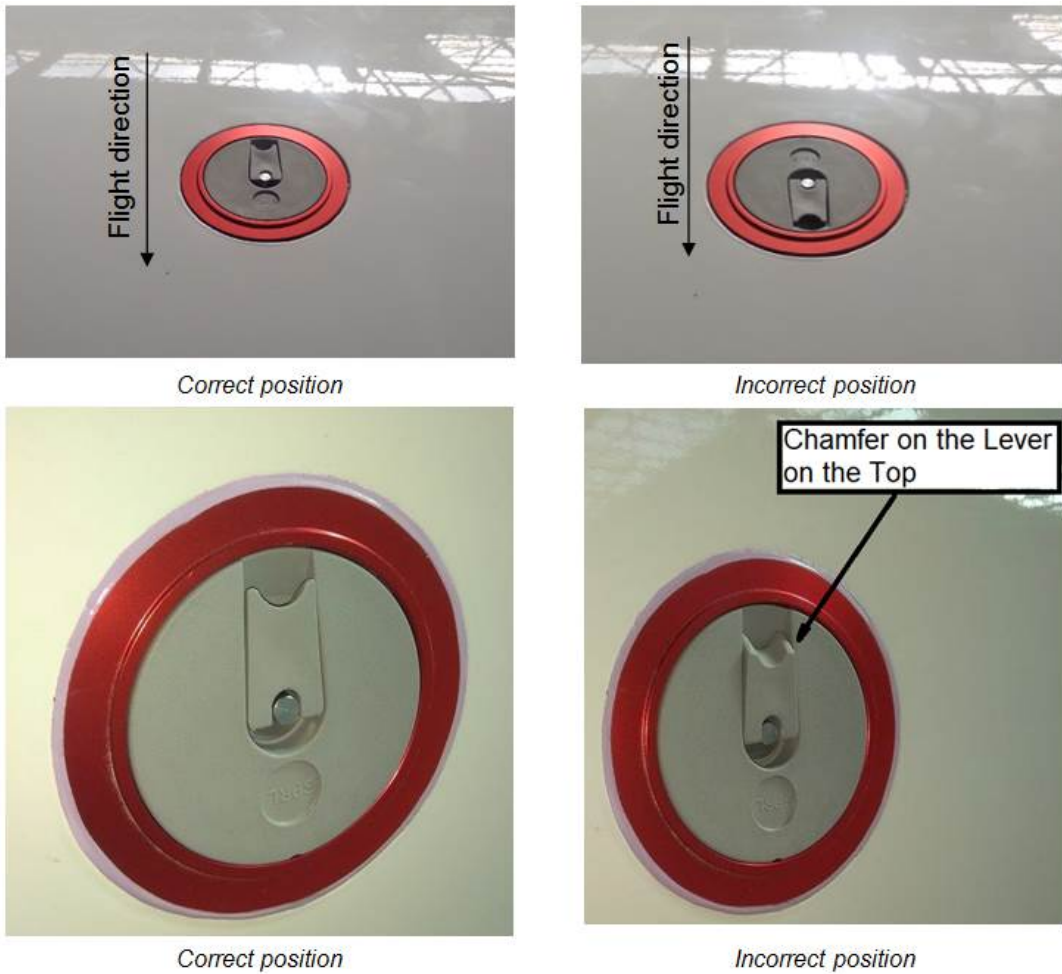 Flight direction
Flight direction
Correct position
Incorrect position
Chamfer on the Lever
on the Top
Correct position
Incorrect position